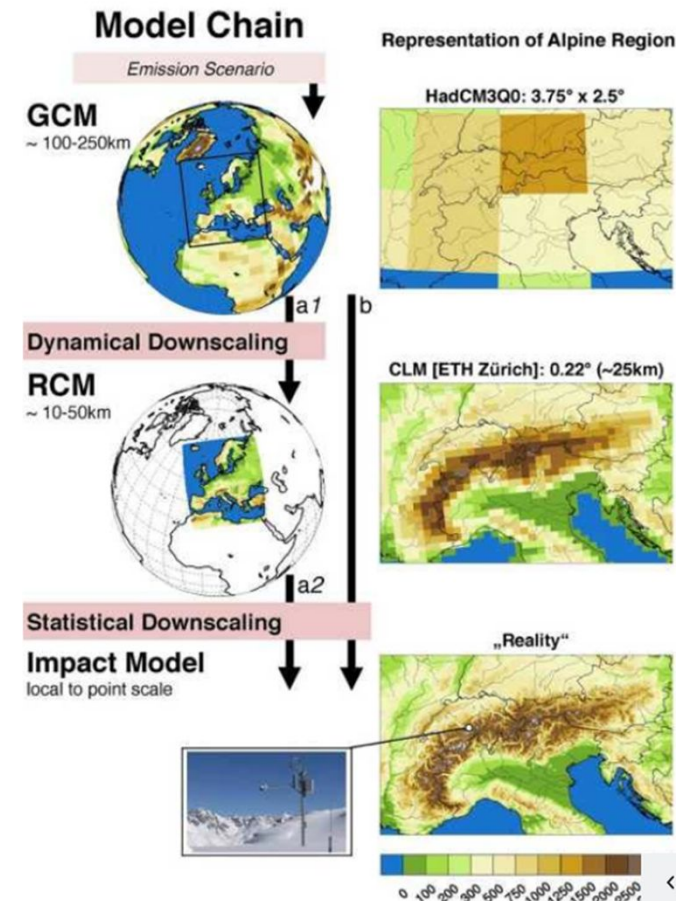 Model Chain
Emission Scenario
GCM
~ 100-250km
a1
b
Dynamical Downscaling
RCM
~ 10-50km
a2
Statistical Downscaling
Impact Model
local to point scale
Representation of Alpine Region
HadCM3Q0: 3.75° x 2.5°
CLM [ETH Zürich]: 0.22° (~25km)
„Reality“
0 100 200 300 500 750 1000 1250 1500 2000 2500